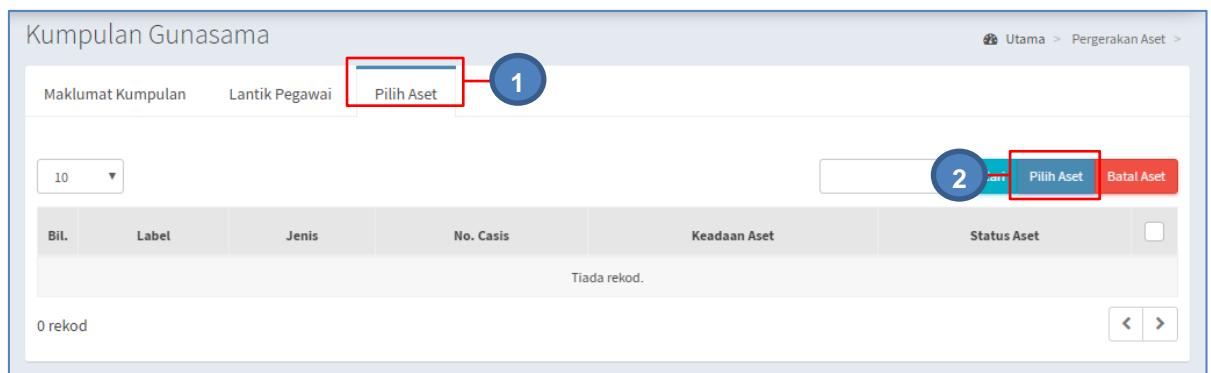 Kumpulan Gunasama
Utama > Pergerakan Aset >
Maklumat Kumpulan Lantik Pegawai Pilih Aset 1
10 2 Pilih Aset Batal Aset
Bil. Label Jenis No. Casis Keadaan Aset Status Aset
Tiada rekod.
0 rekod